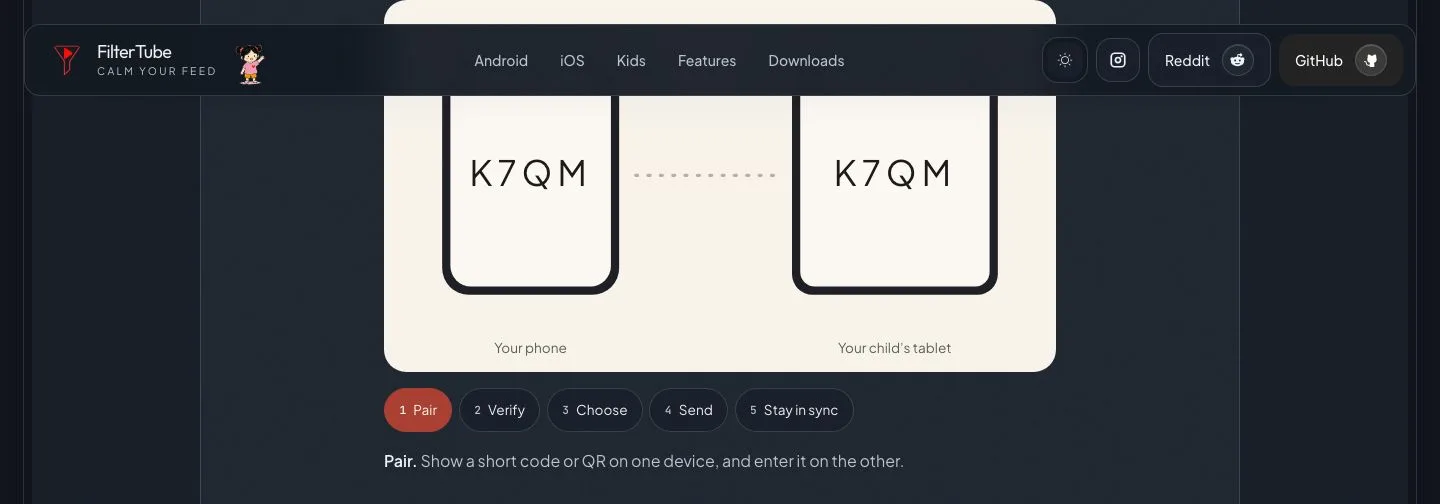 FilterTube
CALM YOUR FEED
Android iOS Kids Features Downloads
Reddit
GitHub
K7QM K7QM
Your phone Your child's tablet
1 Pair 2 Verify 3 Choose 4 Send 5 Stay in sync
Pair. Show a short code or QR on one device, and enter it on the other.